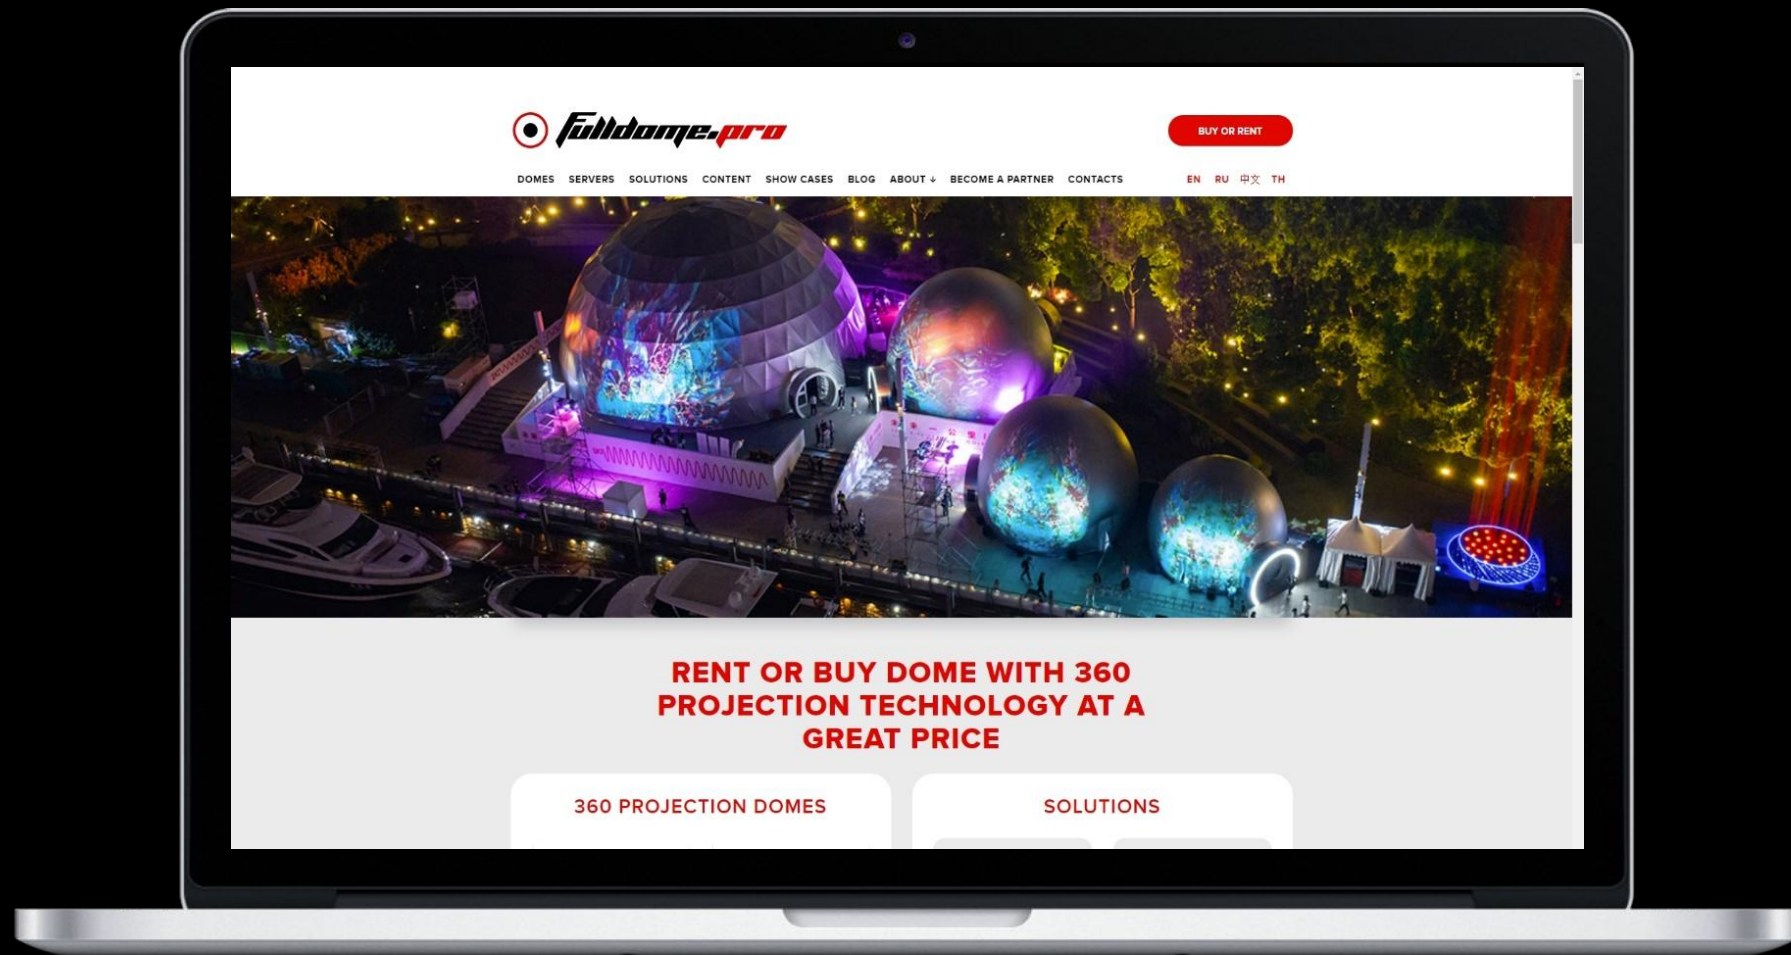 Fulldome.pro
BUY OR RENT
DOMES SERVERS SOLUTIONS CONTENT SHOW CASES BLOG ABOUT ↓ BECOME A PARTNER CONTACTS
EN RU 中文 TH
RENT OR BUY DOME WITH 360
PROJECTION TECHNOLOGY AT A
GREAT PRICE
360 PROJECTION DOMES
SOLUTIONS